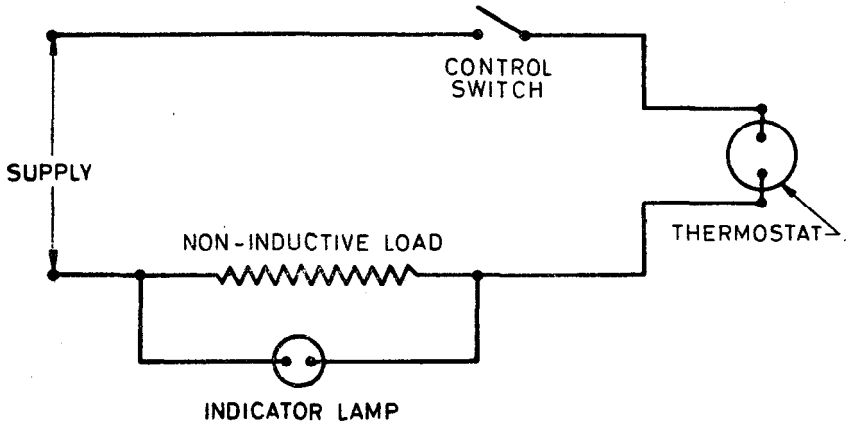 CONTROL
SWITCH
SUPPLY
NON-INDUCTIVE LOAD
THERMOSTAT
INDICATOR LAMP